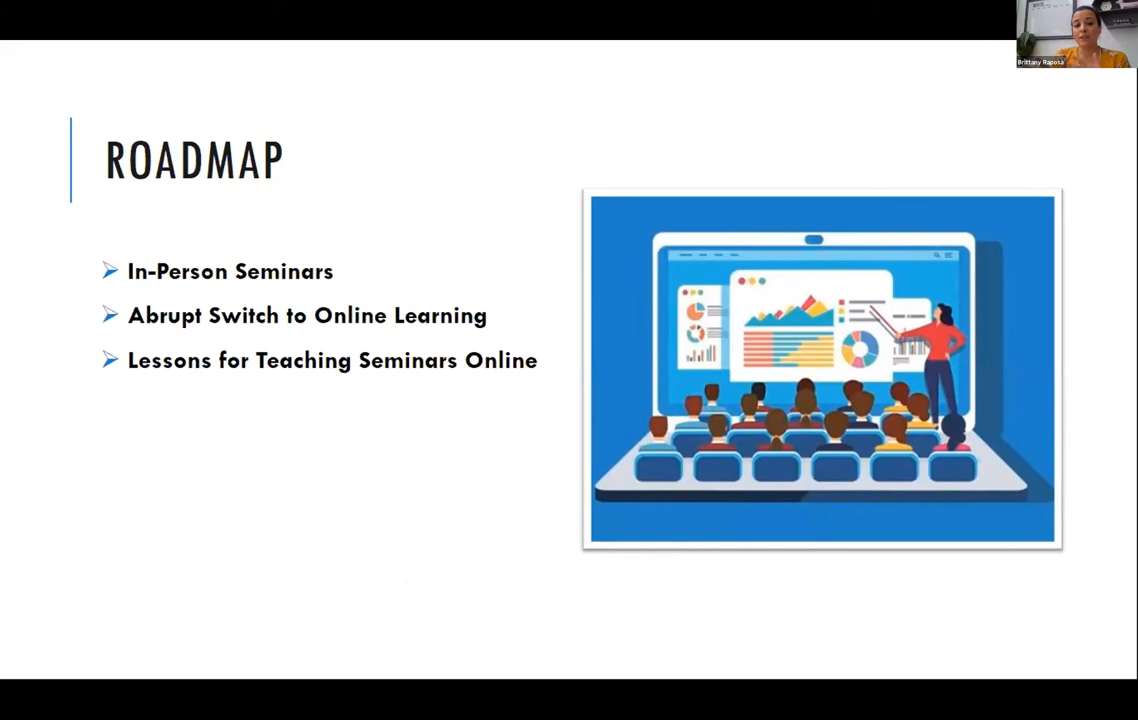 Brittany Raposa
ROADMAP
In-Person Seminars
Abrupt Switch to Online Learning
Lessons for Teaching Seminars Online